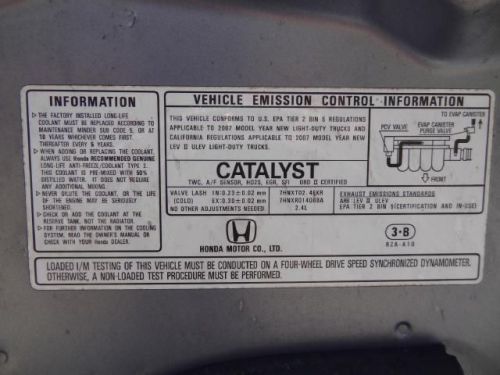 INFORMATION
▷ THE FACTORY INSTALLED LONG-LIFE
COOLANT MUST BE REPLACED ACCORDING TO
MAINTENANCE MINDER SUB CODE 5, OR AT
10 YEARS WHICHEVER COMES FIRST.
THEREAFTER EVERY 5 YEARS.
▷ WHEN ADDING OR REPLACING THE COOLANT,
ALWAYS USE Honda RECOMMENDED GENUINE
LONG LIFE ANTI-FREEZE/COOLANT TYPE 2.
THIS COOLANT IS PRE-MIXED WITH 50%
DISTILLED WATER. IT DOES NOT REQUIRE
ANY ADDITIONAL MIXING.
▷ NEVER DILUTE THE COOLANT, OR THE LIFE
OF THE ENGINE MAY BE SERIOUSLY
SHORTENED.
▷ CHECK OR ADD THE COOLANT AT THE
RESERVE TANK, NOT THE RADIATOR.
▷ FOR FURTHER INFORMATION ON THE COOLING
SYSTEM, READ THE OWNER'S MANUAL OR
CHECK WITH YOUR Honda DEALER.
VEHICLE EMISSION CONTROL INFORMATION
THIS VEHICLE CONFORMS TO U.S. EPA TIER 2 BIN 5 REGULATIONS
APPLICABLE TO 2007 MODEL YEAR NEW LIGHT-DUTY TRUCKS AND
CALIFORNIA REGULATIONS APPLICABLE TO 2007 MODEL YEAR NEW
LEV II ULEV LIGHT-DUTY TRUCKS.
CATALYST
TWC, A/F SENSOR, HO2S, EGR, SFI OBD II CERTIFIED
TO EVAP CANISTER
EVAP CANISTER
PCV VALVE
PURGE VALVE
FRONT
VALVE LASH IN:0.23±0.02 mm
(COLD) EX:0.30±0.02 mm
NO OTHER ADJUSTMENTS NEEDED.
7HNXT02.4KKR
7HNXR0140BBA
2.4L
EXHAUST EMISSIONS STANDARDS
ARB LEV II ULEV
EPA TIER 2 BIN 5(CERTIFICATION AND IN-USE)
HONDA MOTOR CO., LTD.
3-B
RZA-A10
LOADED I/M TESTING OF THIS VEHICLE MUST BE CONDUCTED ON A FOUR-WHEEL DRIVE SPEED SYNCHRONIZED DYNAMOMETER.
OTHERWISE, A NON-LOADED TEST PROCEDURE MUST BE PERFORMED.